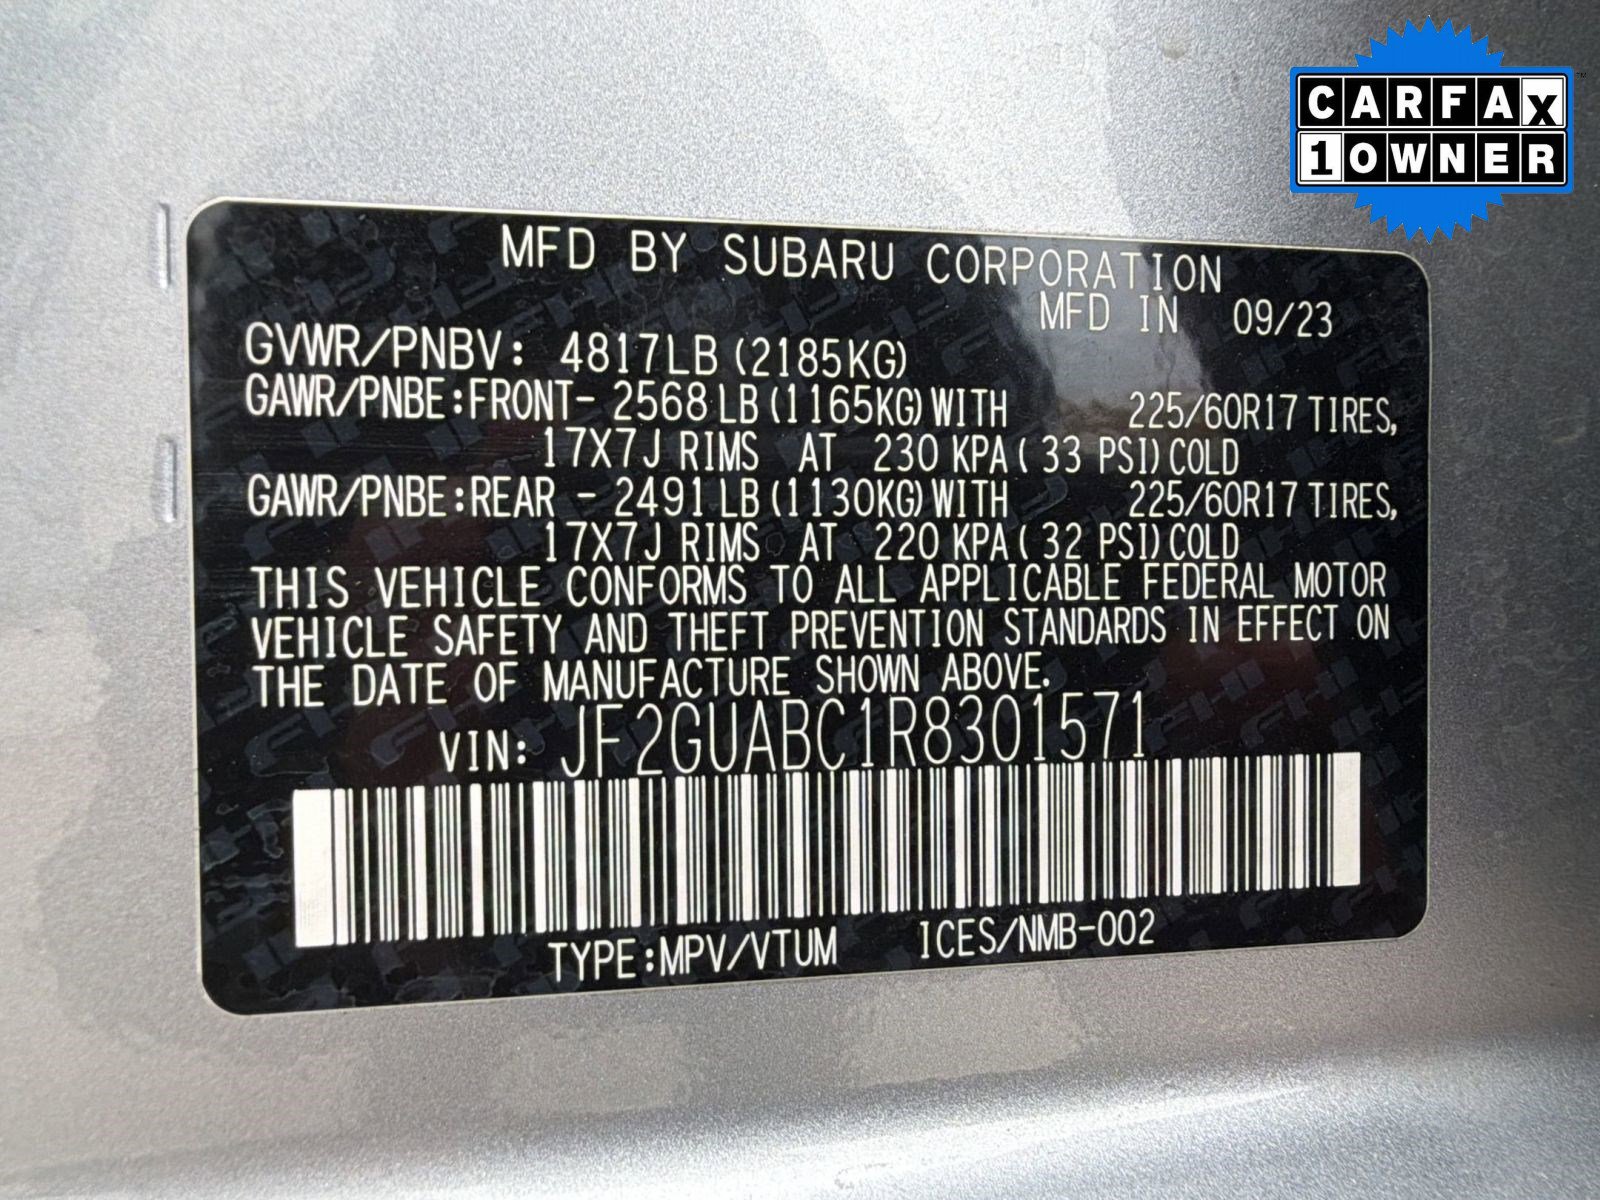 CARFAX
1 OWNER
MFD BY SUBARU CORPORATION
MFD IN 09/23
GVWR/PNBV: 4817LB (2185KG)
GAWR/PNBE:FRONT- 2568 LB (1165KG) WITH 225/60R17 TIRES,
17X7J RIMS AT 230 KPA( 33 PSI) COLD
GAWR/PNBE:REAR - 2491 LB (1130KG) WITH 225/60R17 TIRES,
17X7J RIMS AT 220 KPA( 32 PSI) COLD
THIS VEHICLE CONFORMS TO ALL APPLICABLE FEDERAL MOTOR
VEHICLE SAFETY AND THEFT PREVENTION STANDARDS IN EFFECT ON
THE DATE OF MANUFACTURE SHOWN ABOVE.
VIN: JF2GUABC1R8301571
TYPE:MPV/VTUM ICES/NMB-002